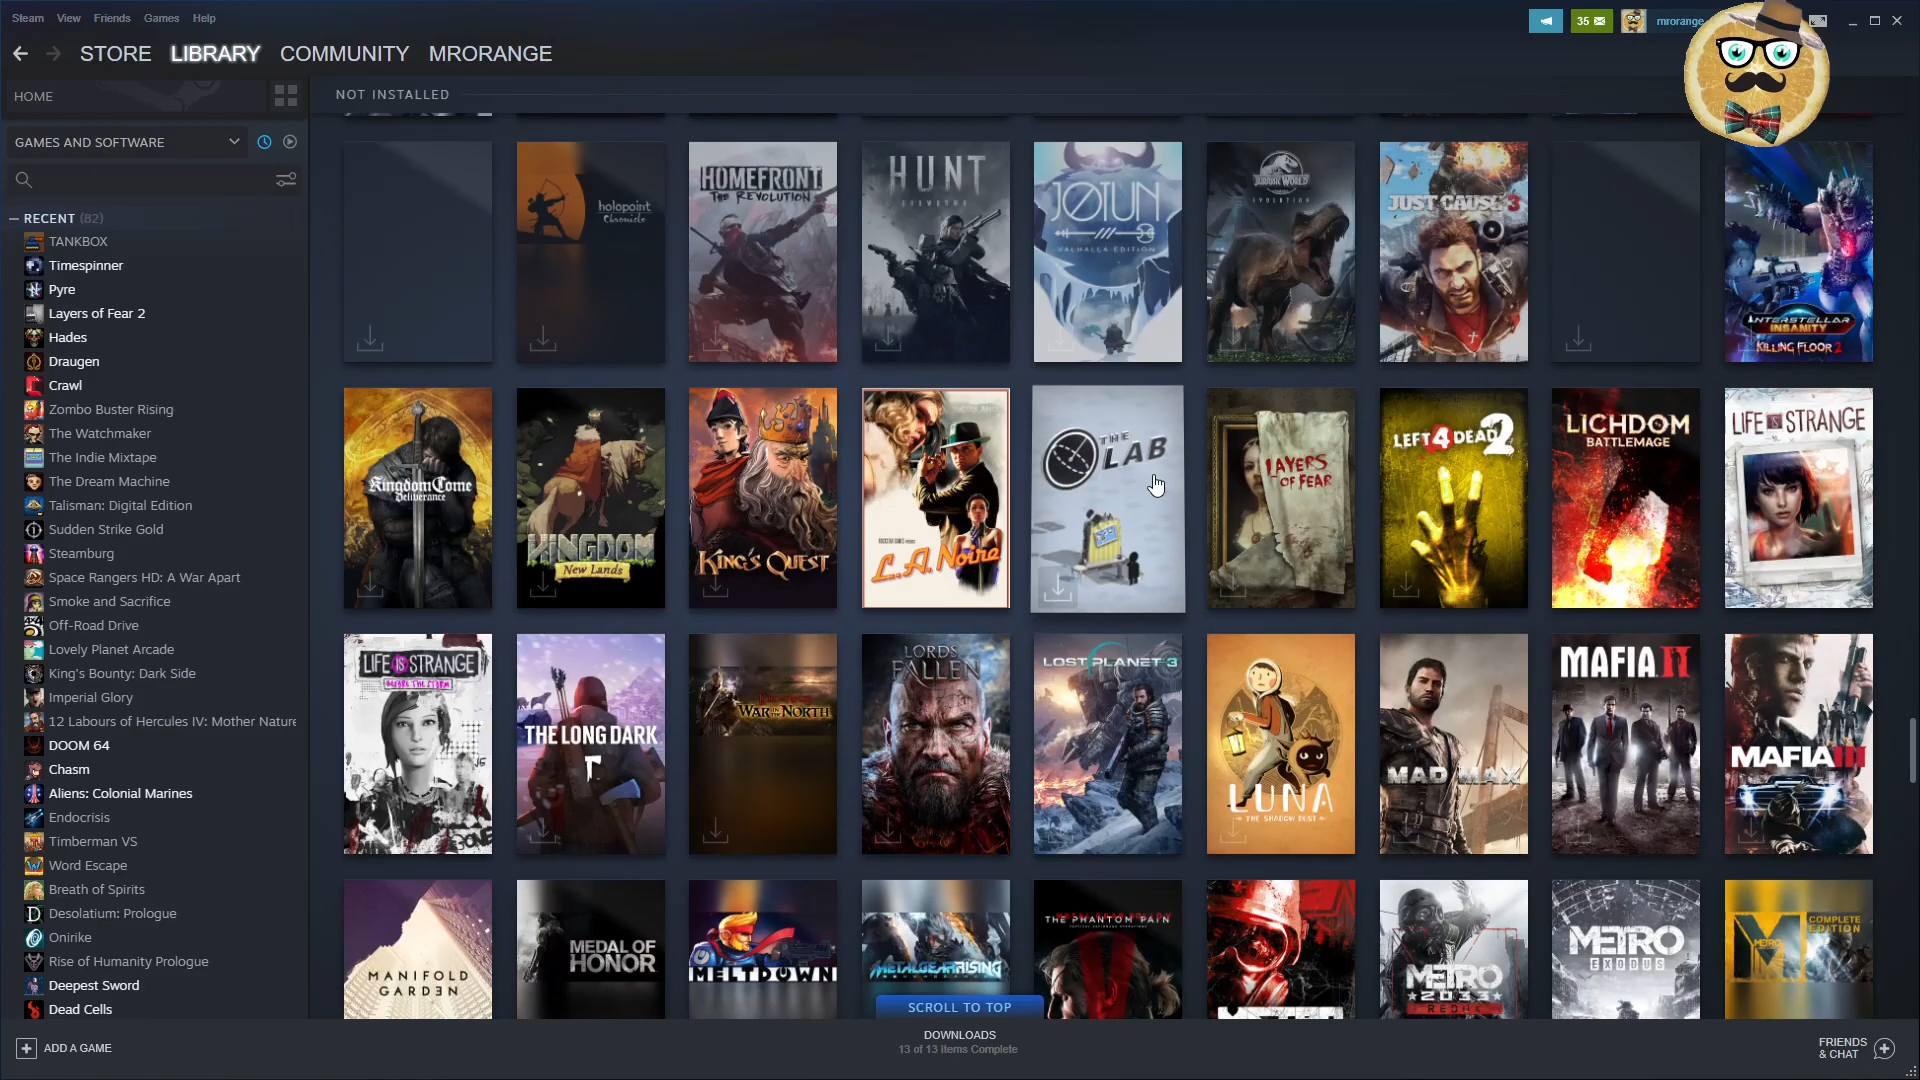 Steam View Friends Games Help
35
mrorange
STORE LIBRARY COMMUNITY MRORANGE
HOME
NOT INSTALLED
GAMES AND SOFTWARE
RECENT (82)
TANKBOX
Timespinner
Pyre
Layers of Fear 2
Hades
Draugen
Crawl
Zombo Buster Rising
The Watchmaker
The Indie Mixtape
The Dream Machine
Talisman: Digital Edition
Sudden Strike Gold
Steamburg
Space Rangers HD: A War Apart
Smoke and Sacrifice
Off-Road Drive
Lovely Planet Arcade
King's Bounty: Dark Side
Imperial Glory
12 Labours of Hercules IV: Mother Nature
DOOM 64
Chasm
Aliens: Colonial Marines
Endocrisis
Timberman VS
Word Escape
Breath of Spirits
Desolatium: Prologue
Onirike
Rise of Humanity Prologue
Deepest Sword
Dead Cells
holopoint
Chronicle
HOMEFRONT
THE REVOLUTION
HUNT
SHOWDOWN
JOTUN
VALHALLA EDITION
JURASSIC WORLD
EVOLUTION
JUST CAUSE 3
INTERSTELLAR
INSANITY
KILLING FLOOR 2
KingdomCome
Deliverance
KINGDOM
New Lands
KING'S QUEST
ROCKSTAR GAMES PRESENTS
L.A. Noire
THE
LAB
LAYERS
OF FEAR
LEFT 4 DEAD 2
LICHDOM
BATTLEMAGE
LIFE IS STRANGE
LIFE IS STRANGE
BEFORE THE STORM
THE LONG DARK
WAR IN THE NORTH
LORDS
FALLEN
LOST PLANET 3
LUNA
THE SHADOW DUST
MAD MAX
MAFIA II
MAFIA III
MANIFOLD
GARDEN
MEDAL OF
HONOR
MELTDOWN
METAL GEAR RISING
THE PHANTOM PAIN
METRO
2033
REDUX
METRO
EXODUS
METRO
COMPLETE
EDITION
SCROLL TO TOP
ADD A GAME
DOWNLOADS
13 of 13 Items Complete
FRIENDS
& CHAT